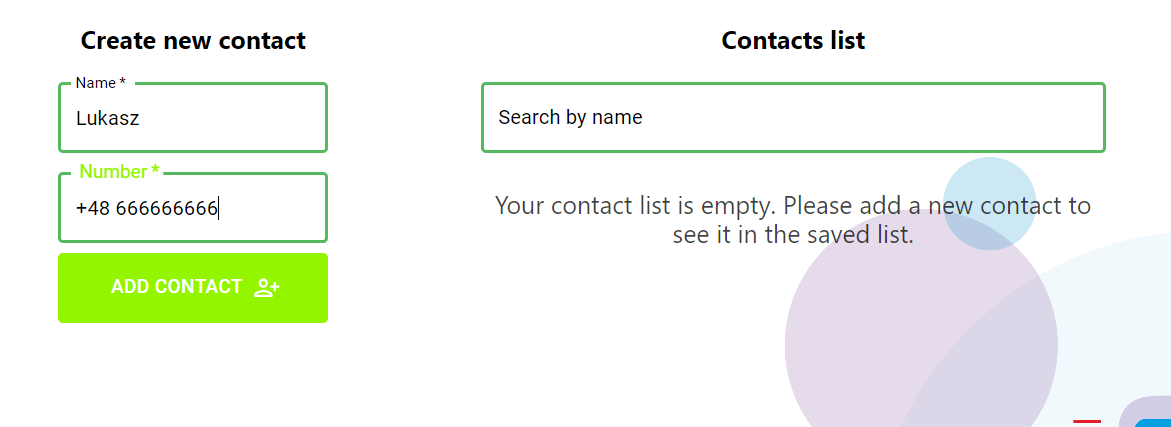 Create new contact
Name *
Lukasz
Number *
+48 666666666
ADD CONTACT
Contacts list
Search by name
Your contact list is empty. Please add a new contact to
see it in the saved list.